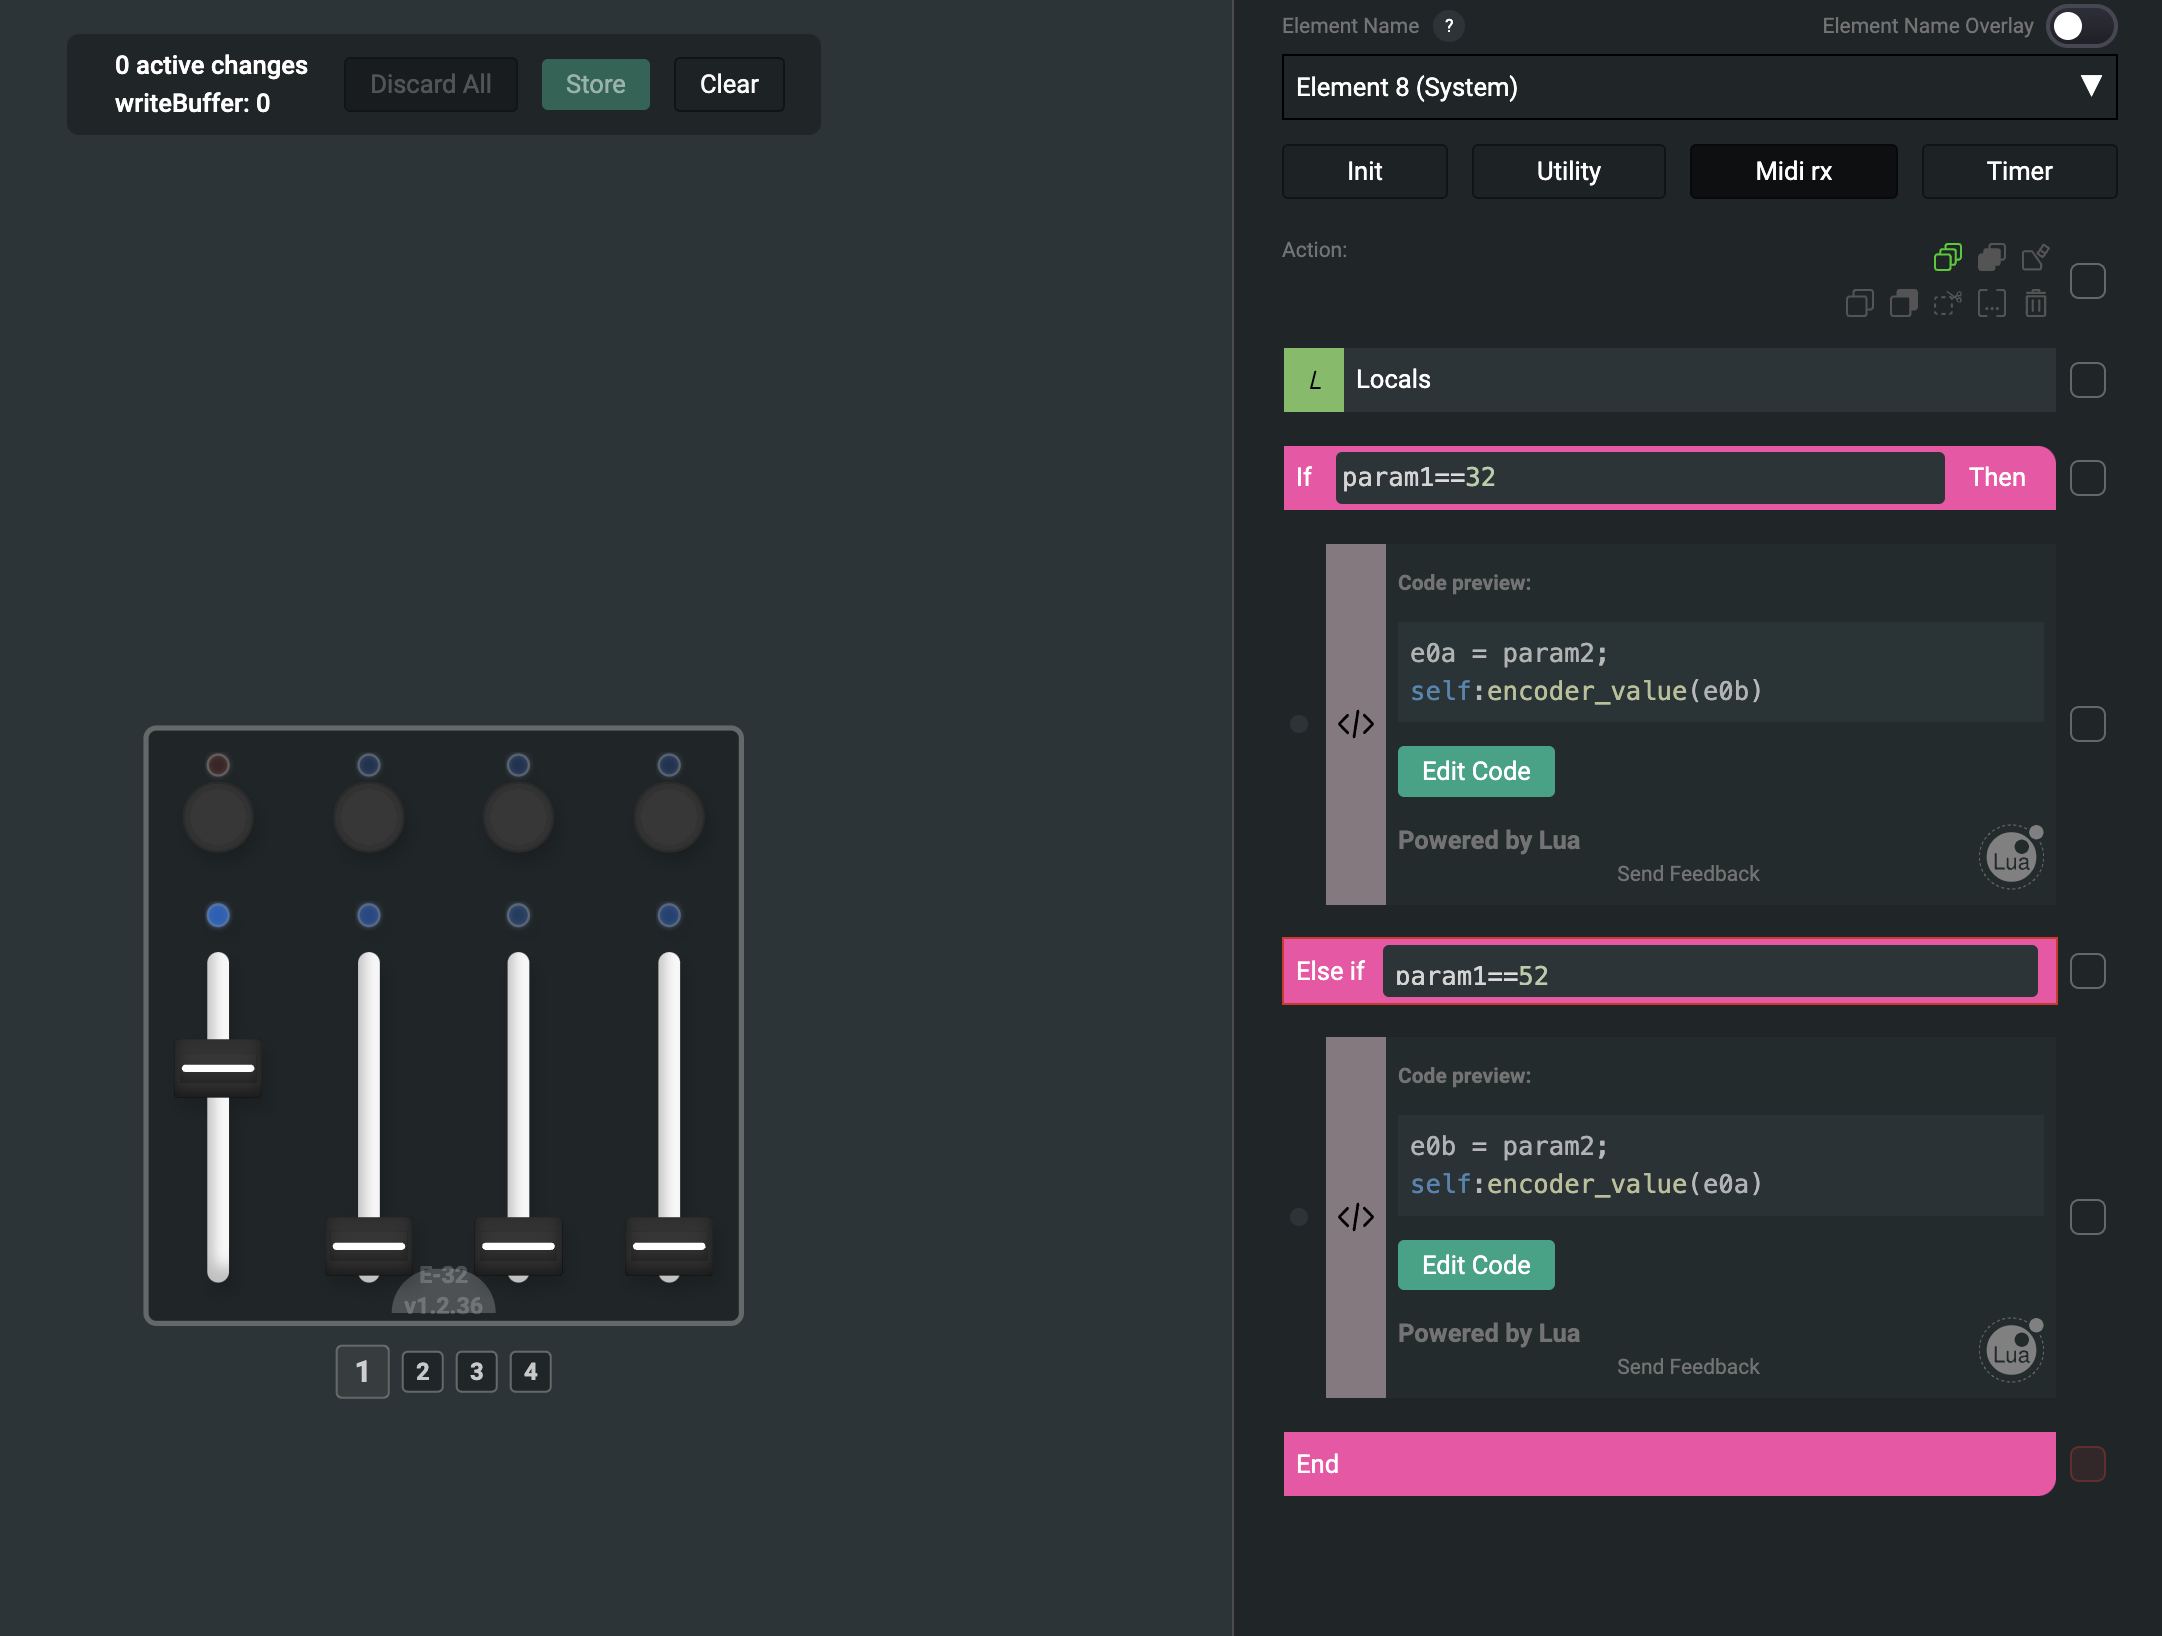 0 active changes
writeBuffer: 0
Discard All
Store
Clear
E-32
v1.2.36
1 2 3 4
Element Name ?
Element Name Overlay
Element 8 (System)
Init
Utility
Midi rx
Timer
Action:
L Locals
If param1==32 Then
Code preview:
e0a = param2;
self:encoder_value(e0b)
</>
Edit Code
Powered by Lua
Send Feedback
Lua
Else if param1==52
Code preview:
e0b = param2;
self:encoder_value(e0a)
</>
Edit Code
Powered by Lua
Send Feedback
Lua
End